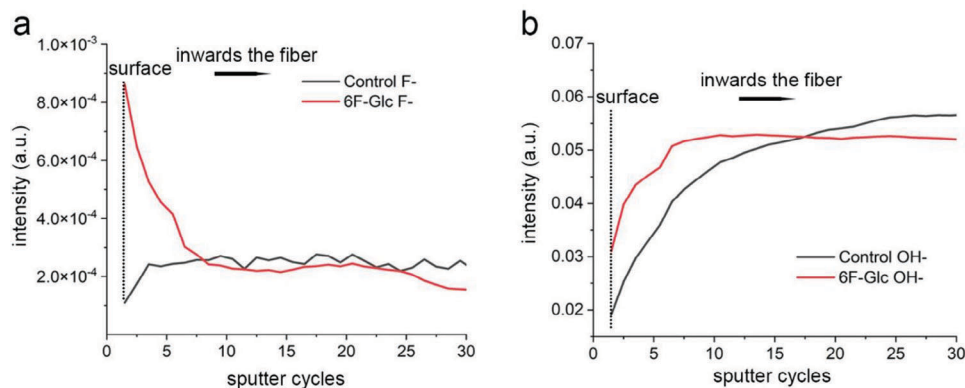 a
1.0×10⁻³
8.0×10⁻⁴
6.0×10⁻⁴
4.0×10⁻⁴
2.0×10⁻⁴
0.0
intensity (a.u.)
surface
inwards the fiber
Control F-
6F-Glc F-
0 5 10 15 20 25 30
sputter cycles
b
0.07
0.06
0.05
0.04
0.03
0.02
intensity (a.u.)
surface
inwards the fiber
Control OH-
6F-Glc OH-
0 5 10 15 20 25 30
sputter cycles